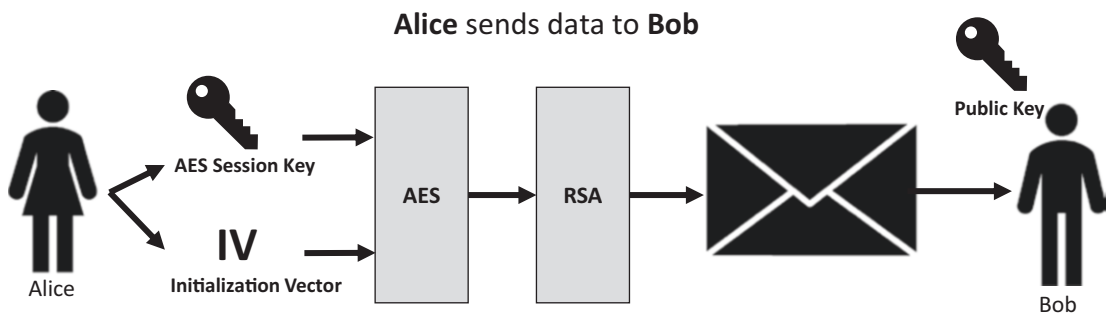 Alice sends data to Bob
Public Key
AES Session Key
AES
RSA
IV
Initialization Vector
Alice
Bob